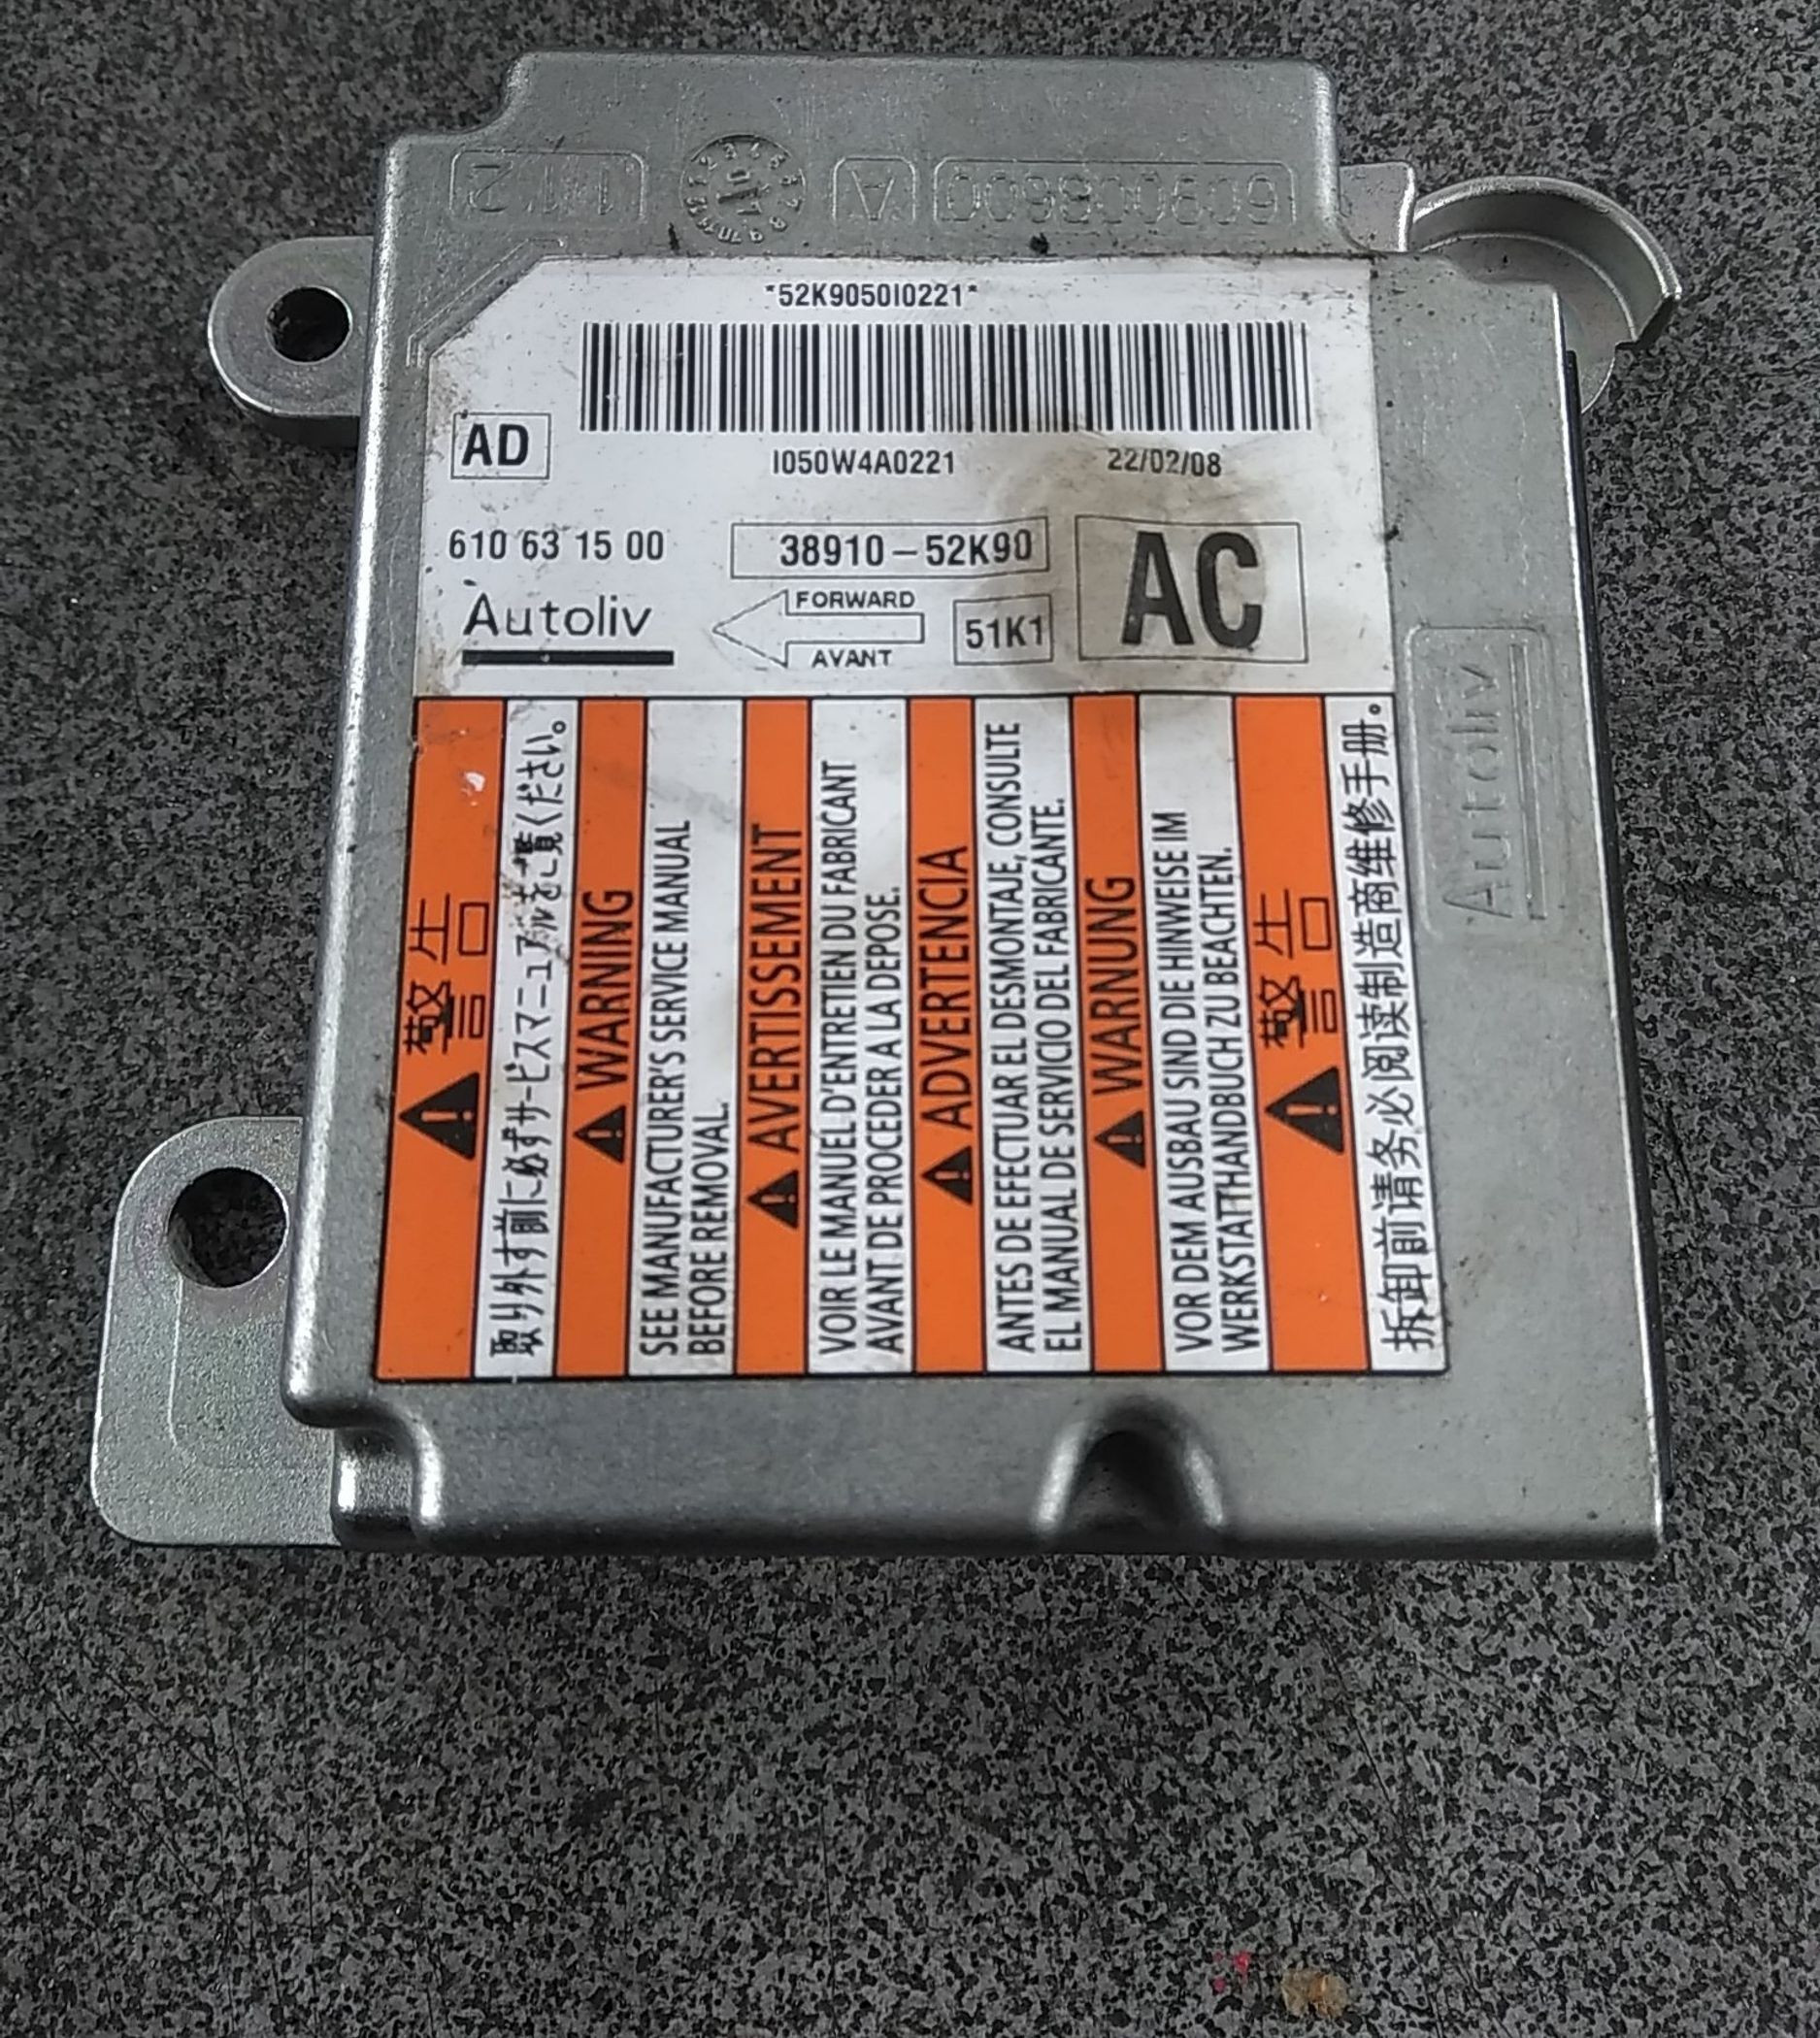 *52K9050I0221*
AD
I050W4A0221 22/02/08
610 63 15 00
38910-52K90
AC
Autoliv
FORWARD
AVANT
51K1
警告
取り外す前に必ずサービスマニュアルをご覧ください。
WARNING
SEE MANUFACTURER'S SERVICE MANUAL
BEFORE REMOVAL.
AVERTISSEMENT
VOIR LE MANUEL D'ENTRETIEN DU FABRICANT
AVANT DE PROCEDER A LA DEPOSE.
ADVERTENCIA
ANTES DE EFECTUAR EL DESMONTAJE, CONSULTE
EL MANUAL DE SERVICIO DEL FABRICANTE.
WARNUNG
VOR DEM AUSBAU SIND DIE HINWEISE IM
WERKSTATTHANDBUCH ZU BEACHTEN.
警告
拆卸前请务必阅读制造商维修手册。
Autoliv